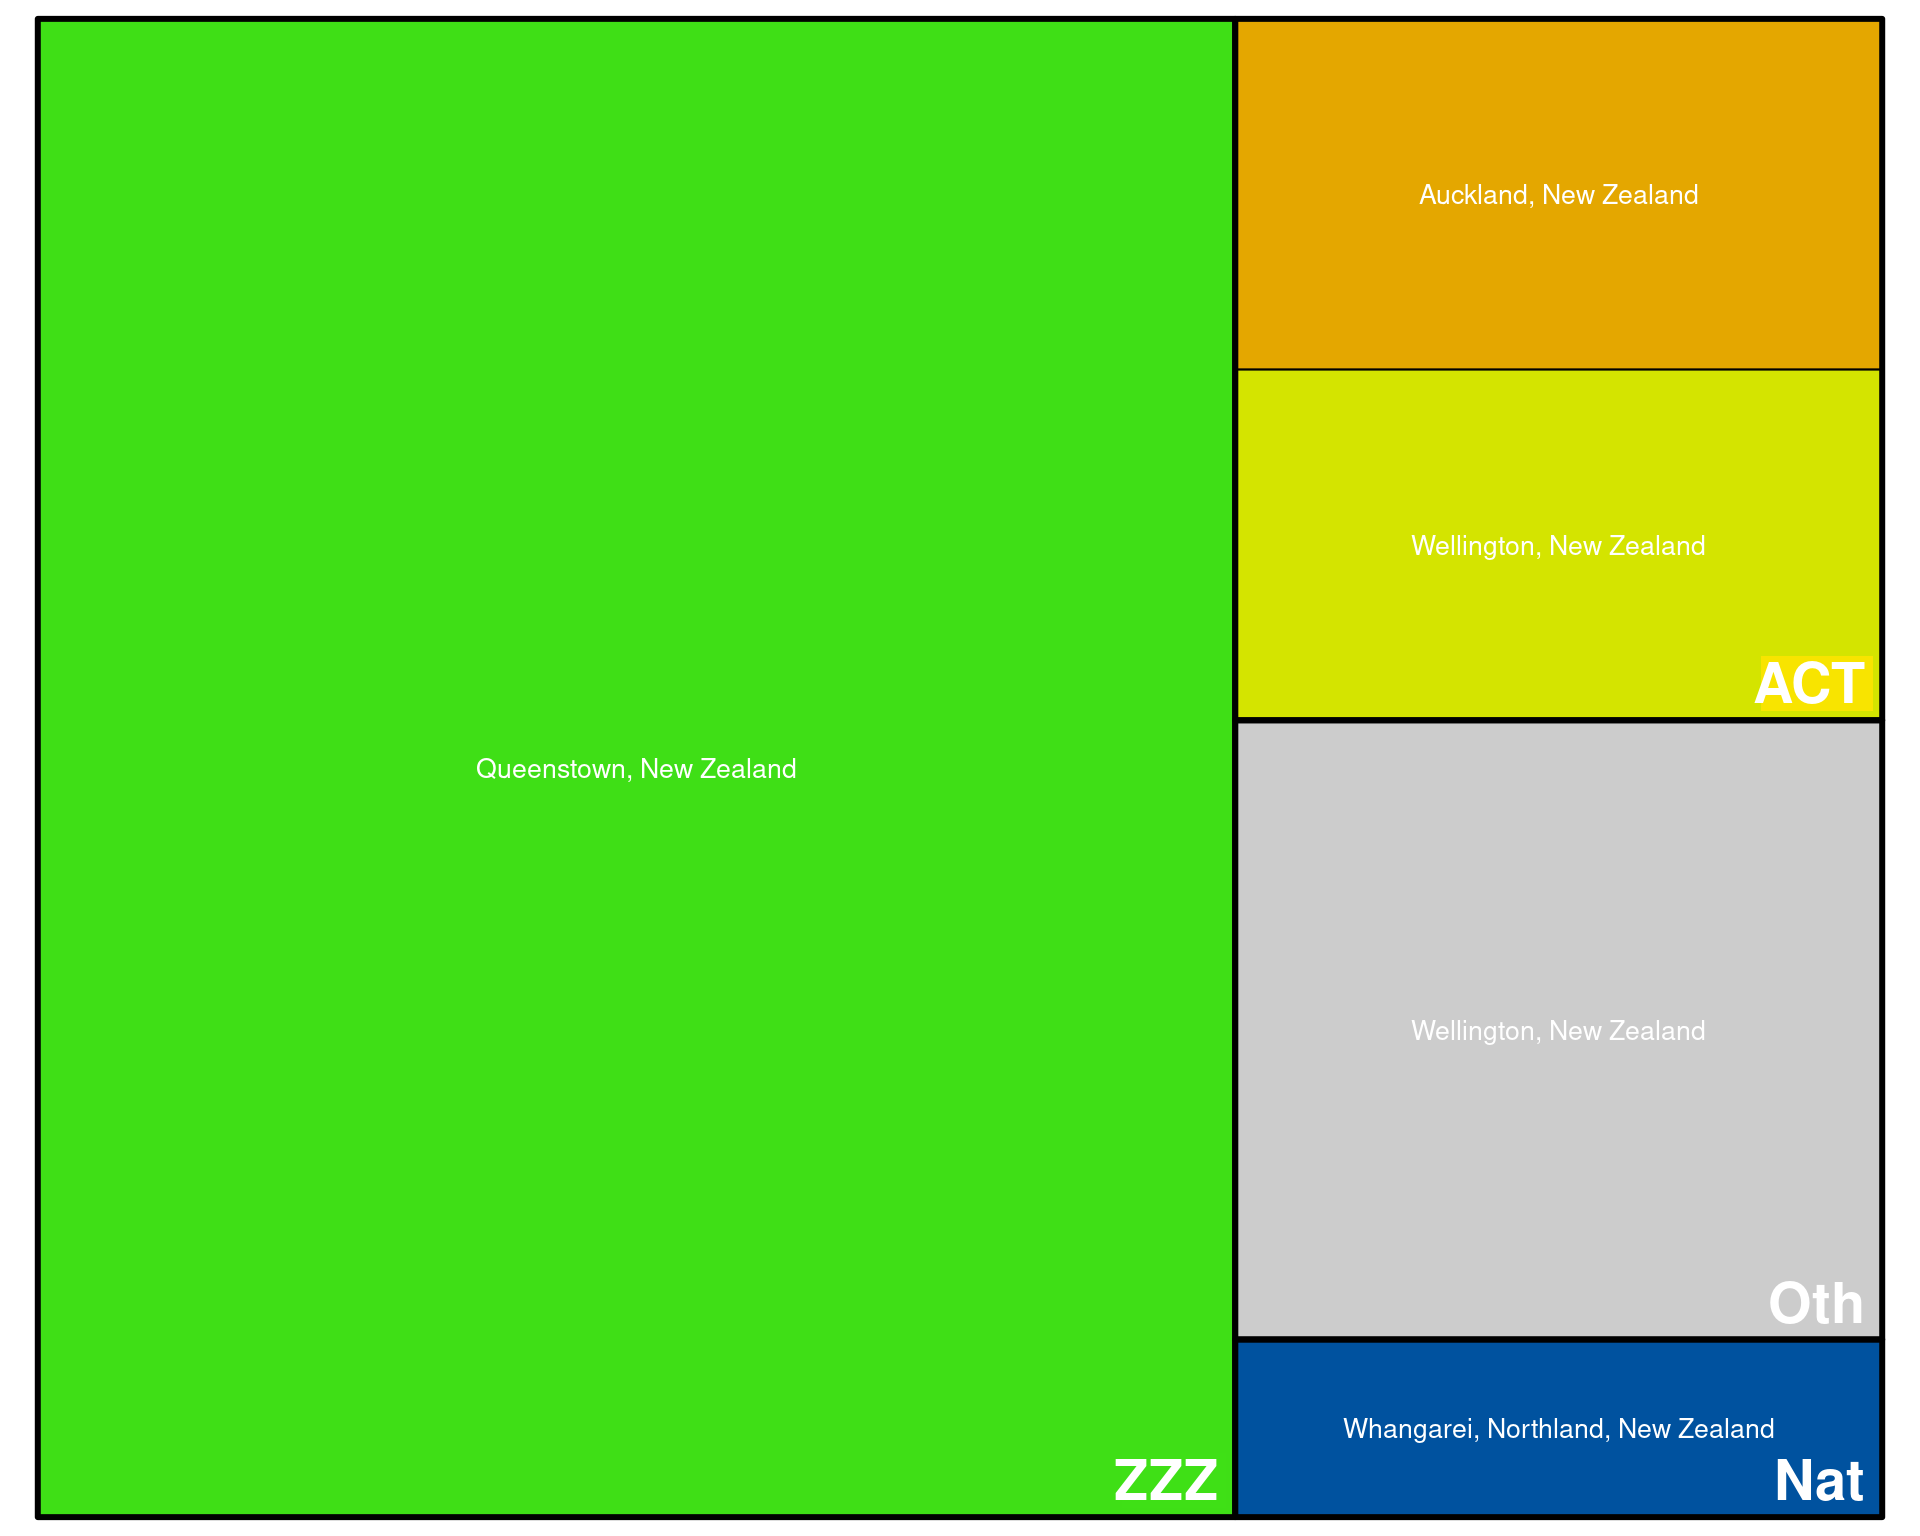 Queenstown, New Zealand
ZZZ
Auckland, New Zealand
Wellington, New Zealand
ACT
Wellington, New Zealand
Oth
Whangarei, Northland, New Zealand
Nat